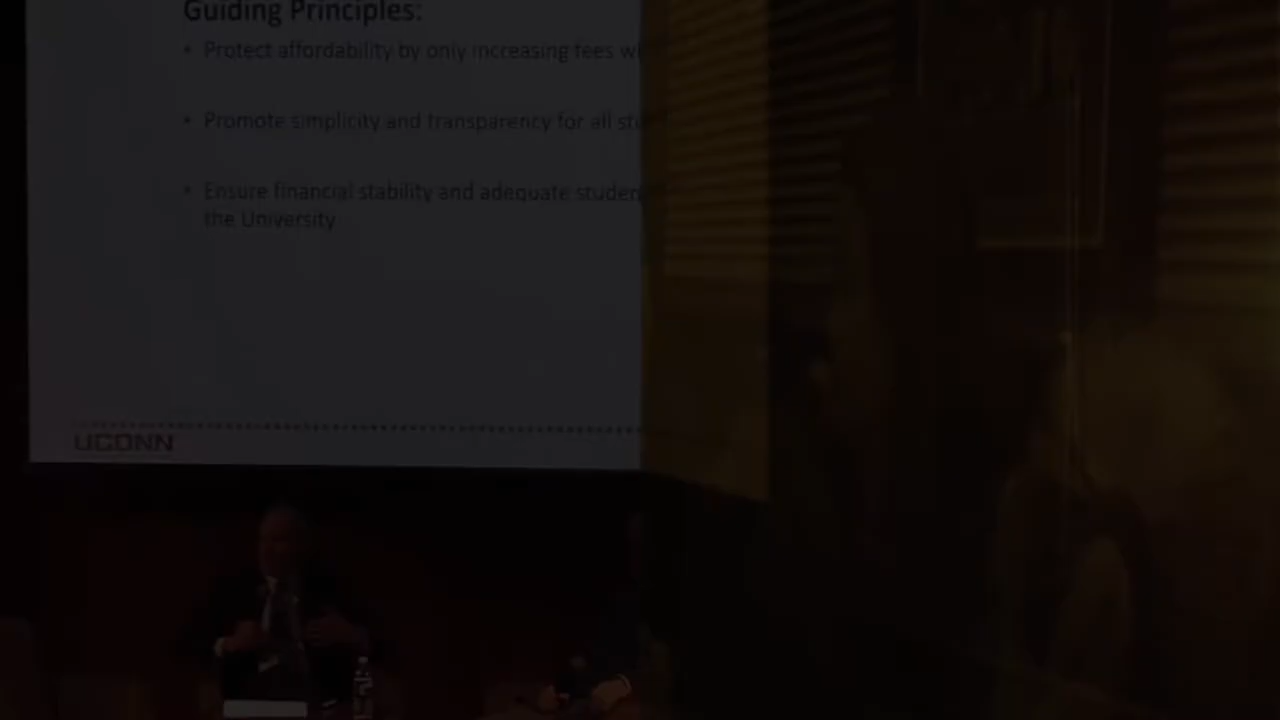 Guiding Principles:
• Protect affordability by only increasing fees
• Promote simplicity and transparency for all
• Ensure financial stability and adequate
the University
UCONN